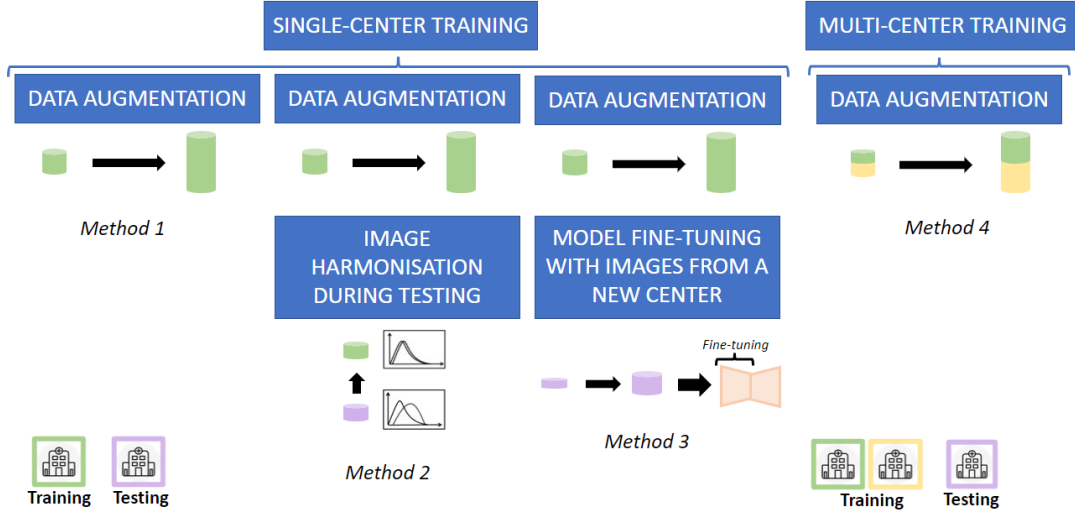 SINGLE-CENTER TRAINING
MULTI-CENTER TRAINING
DATA AUGMENTATION
DATA AUGMENTATION
DATA AUGMENTATION
DATA AUGMENTATION
Method 1
Method 4
IMAGE
HARMONISATION
DURING TESTING
MODEL FINE-TUNING
WITH IMAGES FROM A
NEW CENTER
Fine-tuning
Method 2
Method 3
Training
Testing
Training
Testing